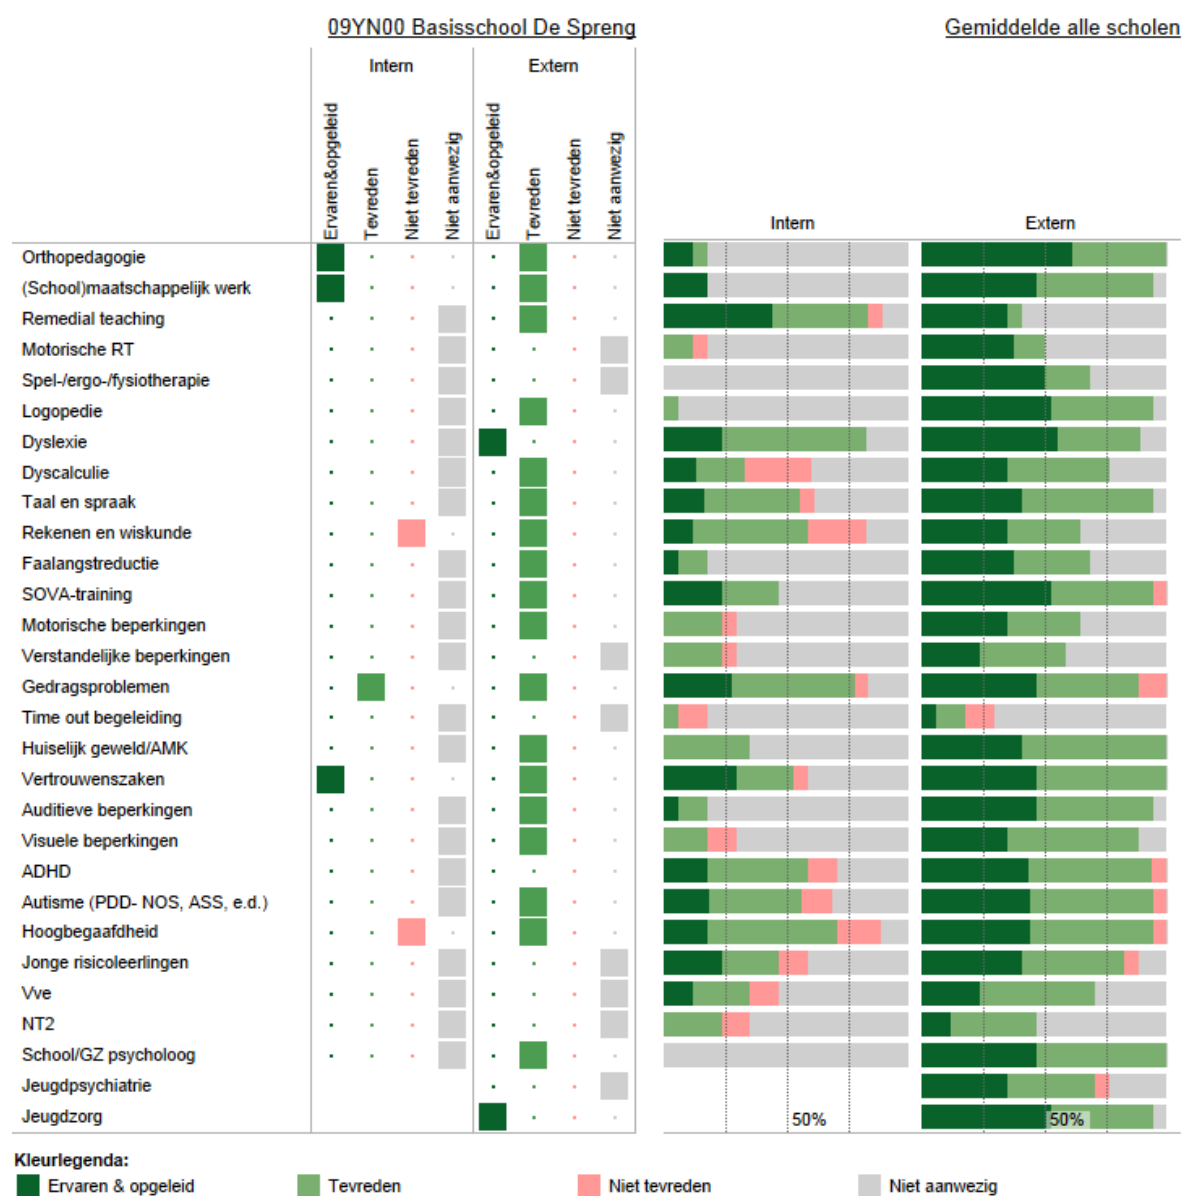 09YN00 Basisschool De Spreng
Gemiddelde alle scholen
Intern
Extern
Ervaren&opgeleid
Tevreden
Niet tevreden
Niet aanwezig
Ervaren&opgeleid
Tevreden
Niet tevreden
Niet aanwezig
Intern
Extern
Orthopedagogie
(School)maatschappelijk werk
Remedial teaching
Motorische RT
Spel-/ergo-/fysiotherapie
Logopedie
Dyslexie
Dyscalculie
Taal en spraak
Rekenen en wiskunde
Faalangstreductie
SOVA-training
Motorische beperkingen
Verstandelijke beperkingen
Gedragsproblemen
Time out begeleiding
Huiselijk geweld/AMK
Vertrouwenszaken
Auditieve beperkingen
Visuele beperkingen
ADHD
Autisme (PDD- NOS, ASS, e.d.)
Hoogbegaafdheid
Jonge risicoleerlingen
Vve
NT2
School/GZ psycholoog
Jeugdpsychiatrie
Jeugdzorg
50%
50%
Kleurlegenda:
Ervaren & opgeleid
Tevreden
Niet tevreden
Niet aanwezig